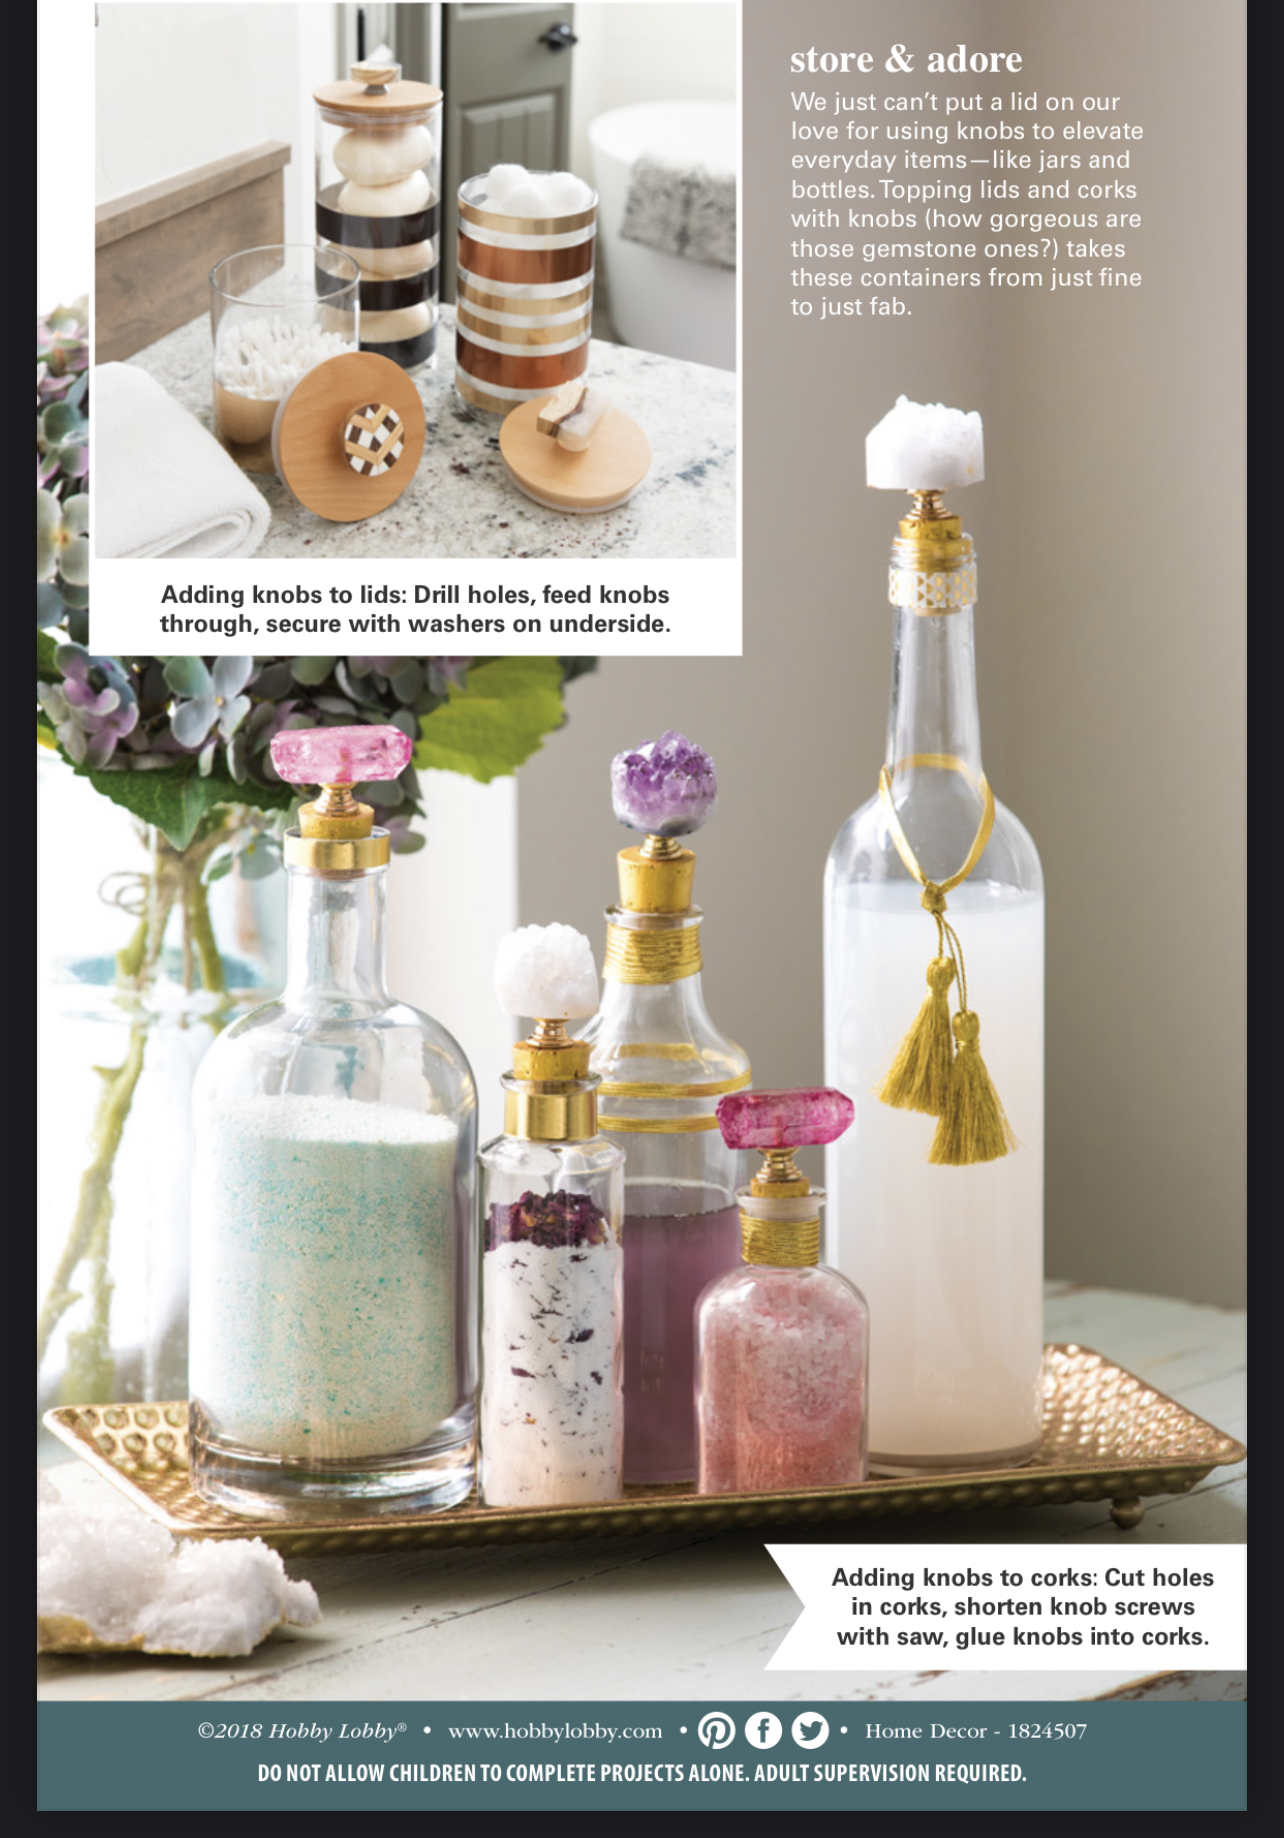 store & adore
We just can’t put a lid on our
love for using knobs to elevate
everyday items—like jars and
bottles. Topping lids and corks
with knobs (how gorgeous are
those gemstone ones?) takes
these containers from just fine
to just fab.
Adding knobs to lids: Drill holes, feed knobs
through, secure with washers on underside.
Adding knobs to corks: Cut holes
in corks, shorten knob screws
with saw, glue knobs into corks.
©2018 Hobby Lobby® • www.hobbylobby.com • • Home Decor - 1824507
DO NOT ALLOW CHILDREN TO COMPLETE PROJECTS ALONE. ADULT SUPERVISION REQUIRED.